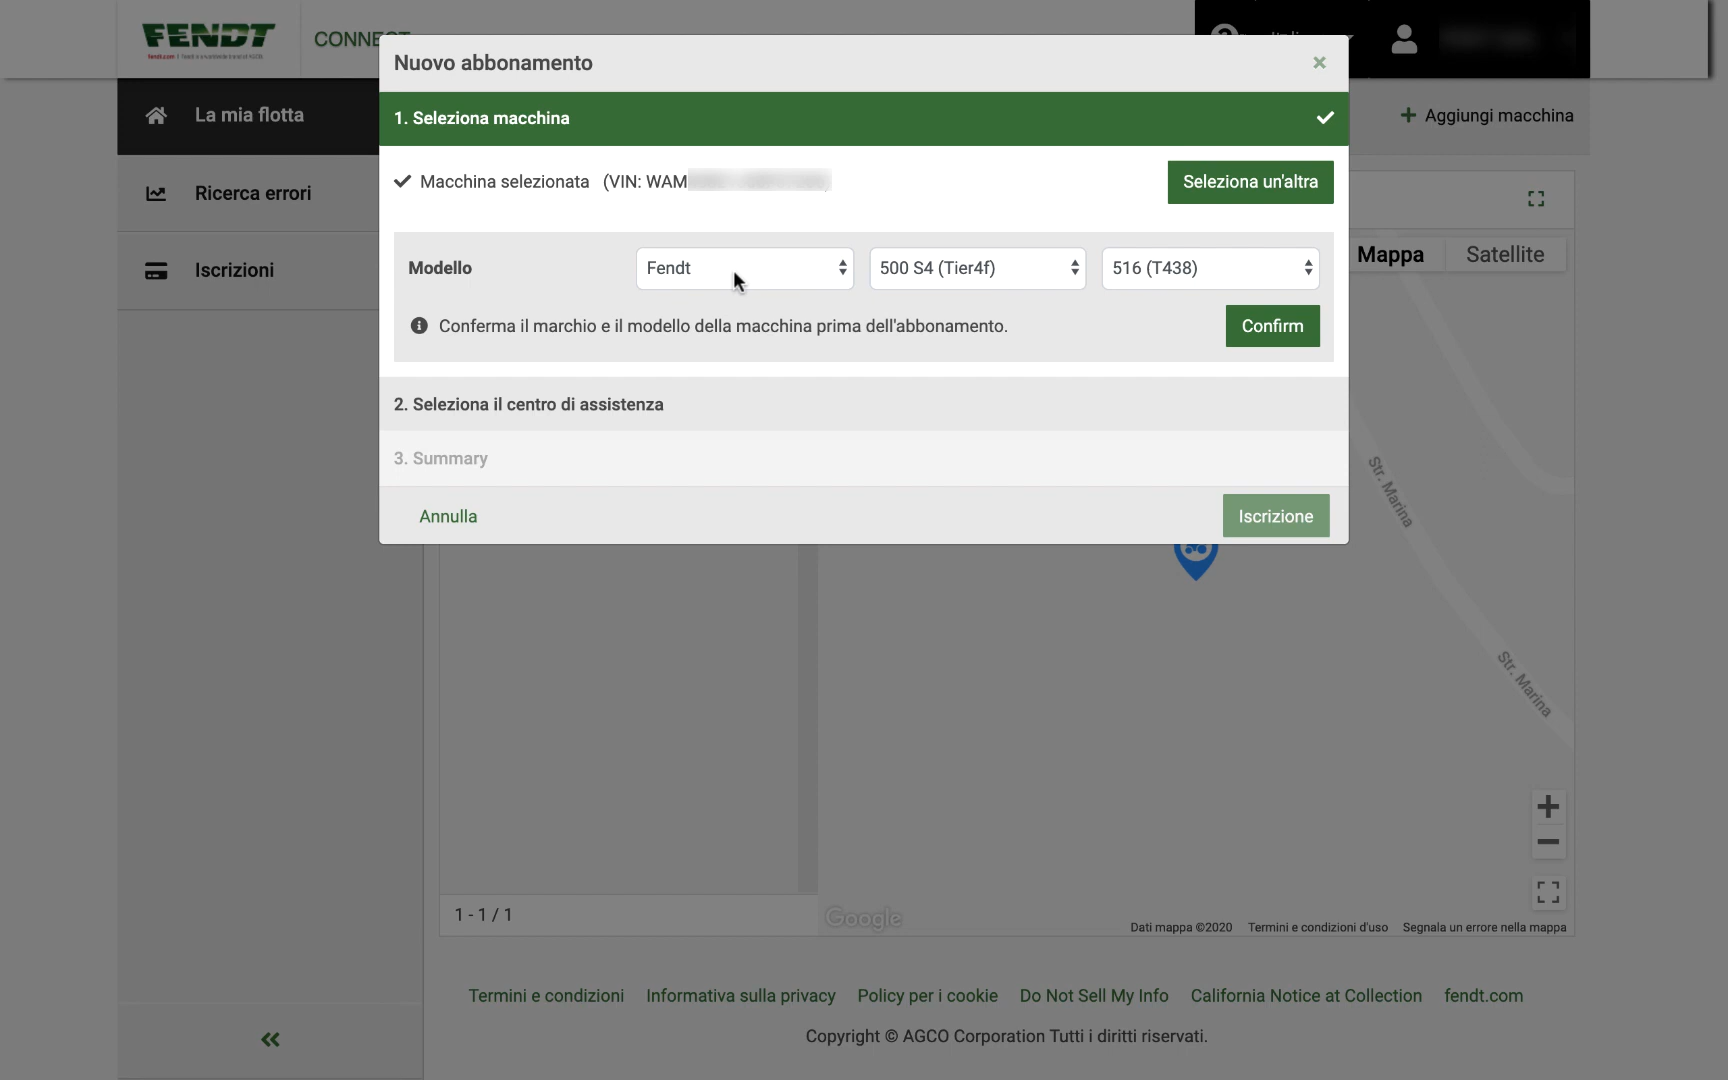 FENDT
CONNECT
Nuovo abbonamento
1. Seleziona macchina
Macchina selezionata (VIN: WAM
Seleziona un'altra
Modello
Fendt
500 S4 (Tier4f)
516 (T438)
Conferma il marchio e il modello della macchina prima dell'abbonamento.
Confirm
2. Seleziona il centro di assistenza
3. Summary
Annulla
Iscrizione
La mia flotta
Ricerca errori
Iscrizioni
Aggiungi macchina
Mappa
Satellite
Str. Marina
Str. Marina
1 - 1 / 1
Google
Dati mappa ©2020
Termini e condizioni d'uso
Segnala un errore nella mappa
Termini e condizioni
Informativa sulla privacy
Policy per i cookie
Do Not Sell My Info
California Notice at Collection
fendt.com
Copyright © AGCO Corporation Tutti i diritti riservati.